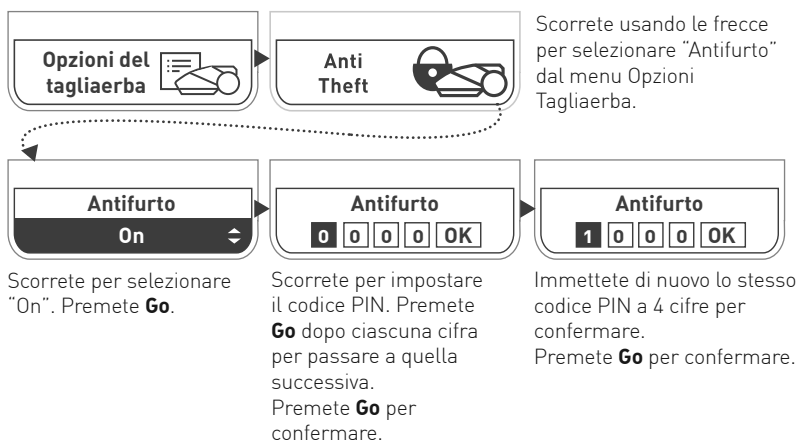 Opzioni del
tagliaerba
Anti
Theft
Scorrete usando le frecce
per selezionare “Antifurto”
dal menu Opzioni
Tagliaerba.
Antifurto
On
Scorrete per selezionare
“On”. Premete Go.
Antifurto
0 0 0 0 OK
Scorrete per impostare
il codice PIN. Premete
Go dopo ciascuna cifra
per passare a quella
successiva.
Premete Go per
confermare.
Antifurto
1 0 0 0 OK
Immettete di nuovo lo stesso
codice PIN a 4 cifre per
confermare.
Premete Go per confermare.